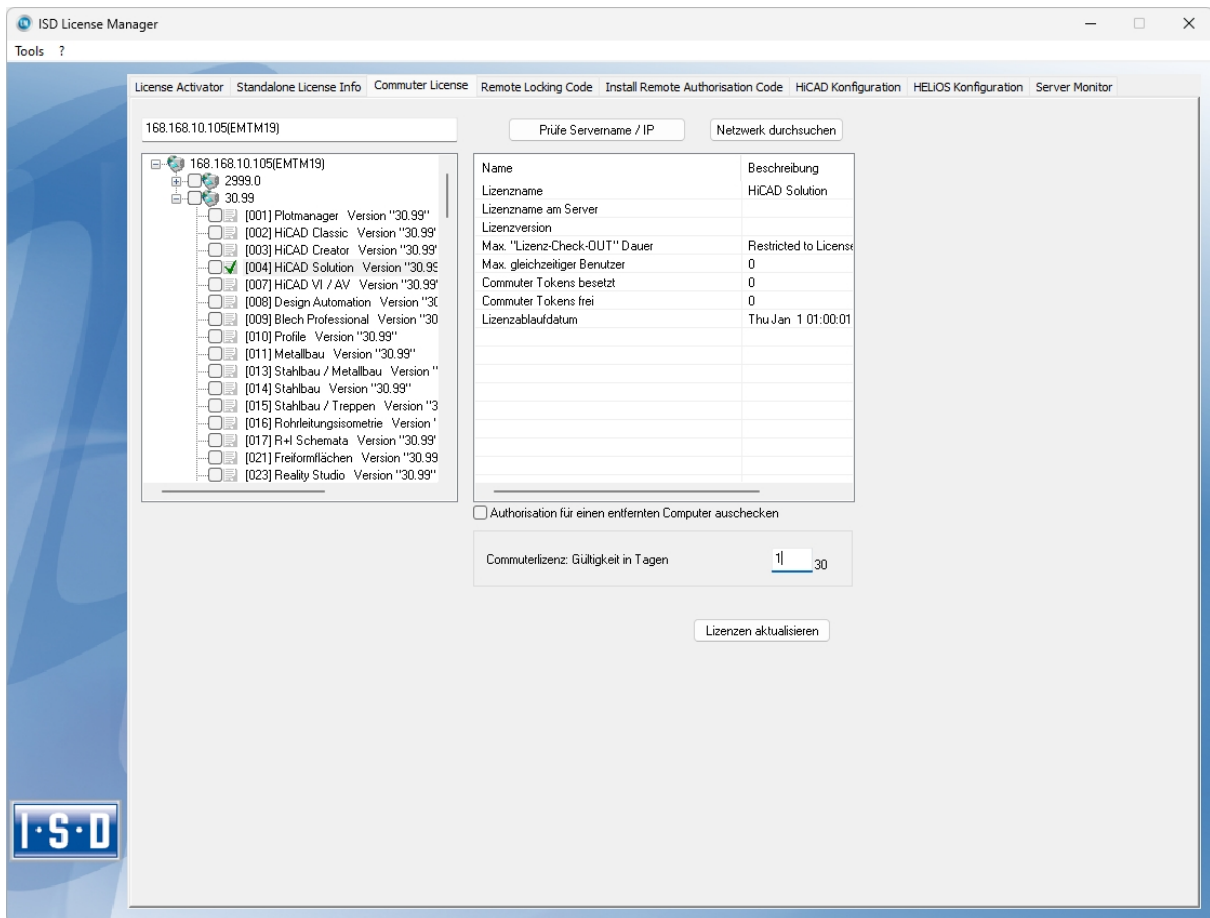 ISD License Manager
Tools ?
License Activator Standalone License Info Commuter License Remote Locking Code Install Remote Authorisation Code HiCAD Konfiguration HELiOS Konfiguration Server Monitor
168.168.10.105(EMTM19)
Prüfe Servername / IP
Netzwerk durchsuchen
168.168.10.105(EMTM19)
2999.0
30.99
[001] Plotmanager Version "30.99"
[002] HiCAD Classic Version "30.99'
[003] HiCAD Creator Version "30.99'
[004] HiCAD Solution Version "30.99
[007] HiCAD VI / AV Version "30.99'
[008] Design Automation Version "30
[009] Blech Professional Version "30
[010] Profile Version "30.99"
[011] Metallbau Version "30.99"
[013] Stahlbau / Metallbau Version "
[014] Stahlbau Version "30.99"
[015] Stahlbau / Treppen Version "3
[016] Rohrleitungsisometrie Version '
[017] R+I Schemata Version "30.99'
[021] Freiformflächen Version "30.99
[023] Reality Studio Version "30.99"
Name Beschreibung
Lizenzname HiCAD Solution
Lizenzname am Server
Lizenzversion
Max. "Lizenz-Check-OUT" Dauer Restricted to License
Max. gleichzeitiger Benutzer 0
Commuter Tokens besetzt 0
Commuter Tokens frei 0
Lizenzablaufdatum Thu Jan 1 01:00:01
Authorisation für einen entfernten Computer auschecken
Commuterlizenz: Gültigkeit in Tagen 1 30
Lizenzen aktualisieren
I·S·D